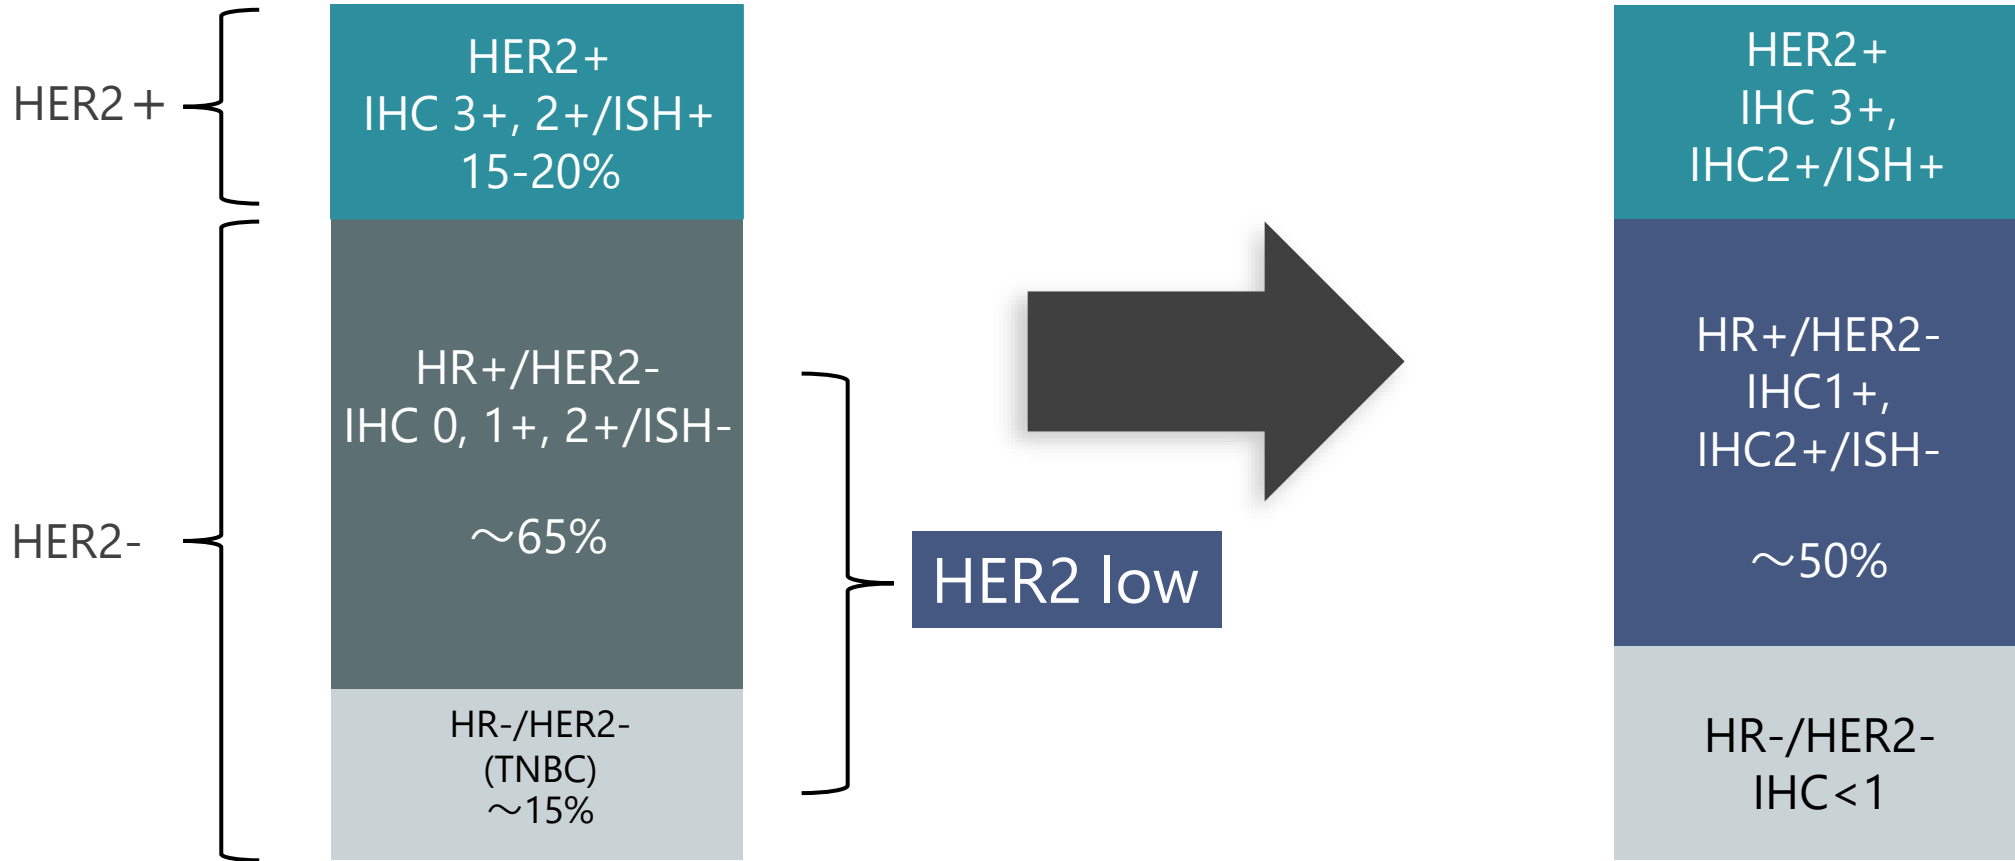 HER2＋
HER2-
HER2+
IHC 3+, 2+/ISH+
15-20%
HR+/HER2-
IHC 0, 1+, 2+/ISH-
～65%
HR-/HER2-
(TNBC)
～15%
HER2 low
HER2+
IHC 3+,
IHC2+/ISH+
HR+/HER2-
IHC1+,
IHC2+/ISH-
～50%
HR-/HER2-
IHC<1